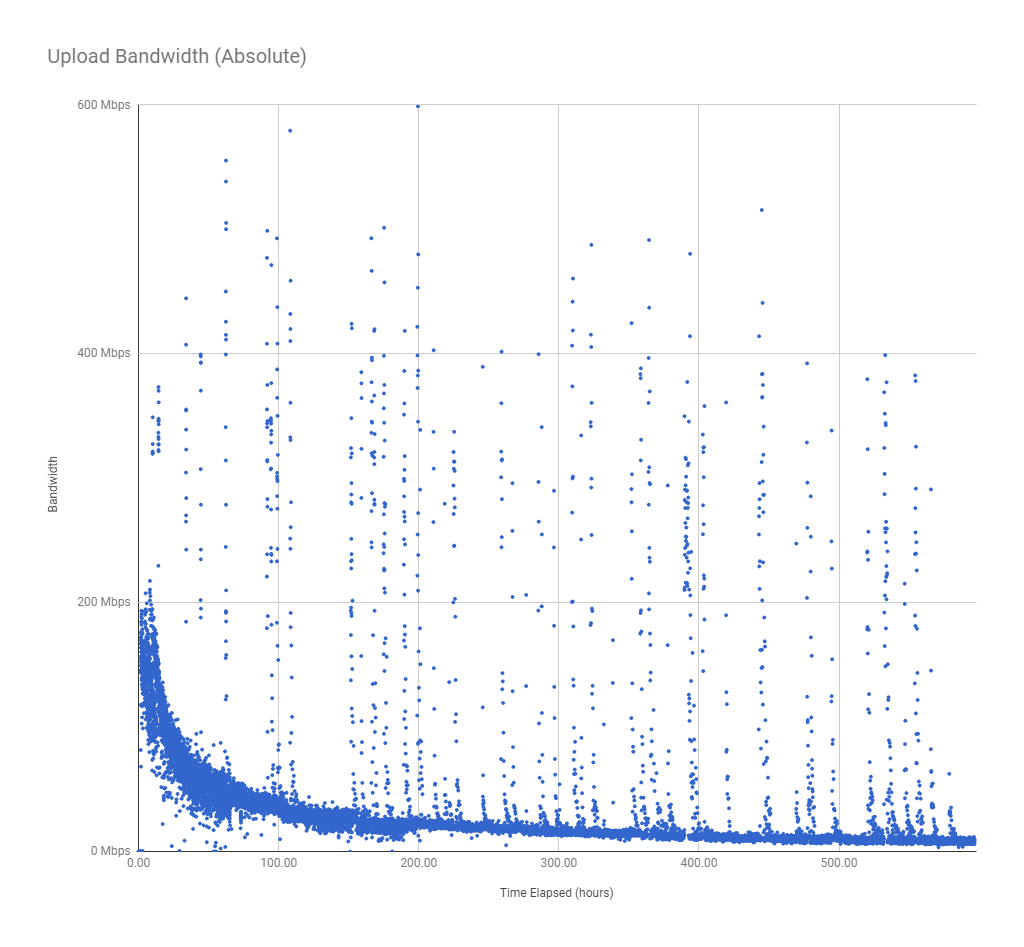 Upload Bandwidth (Absolute)
600 Mbps
400 Mbps
200 Mbps
0 Mbps
Bandwidth
0.00 100.00 200.00 300.00 400.00 500.00
Time Elapsed (hours)